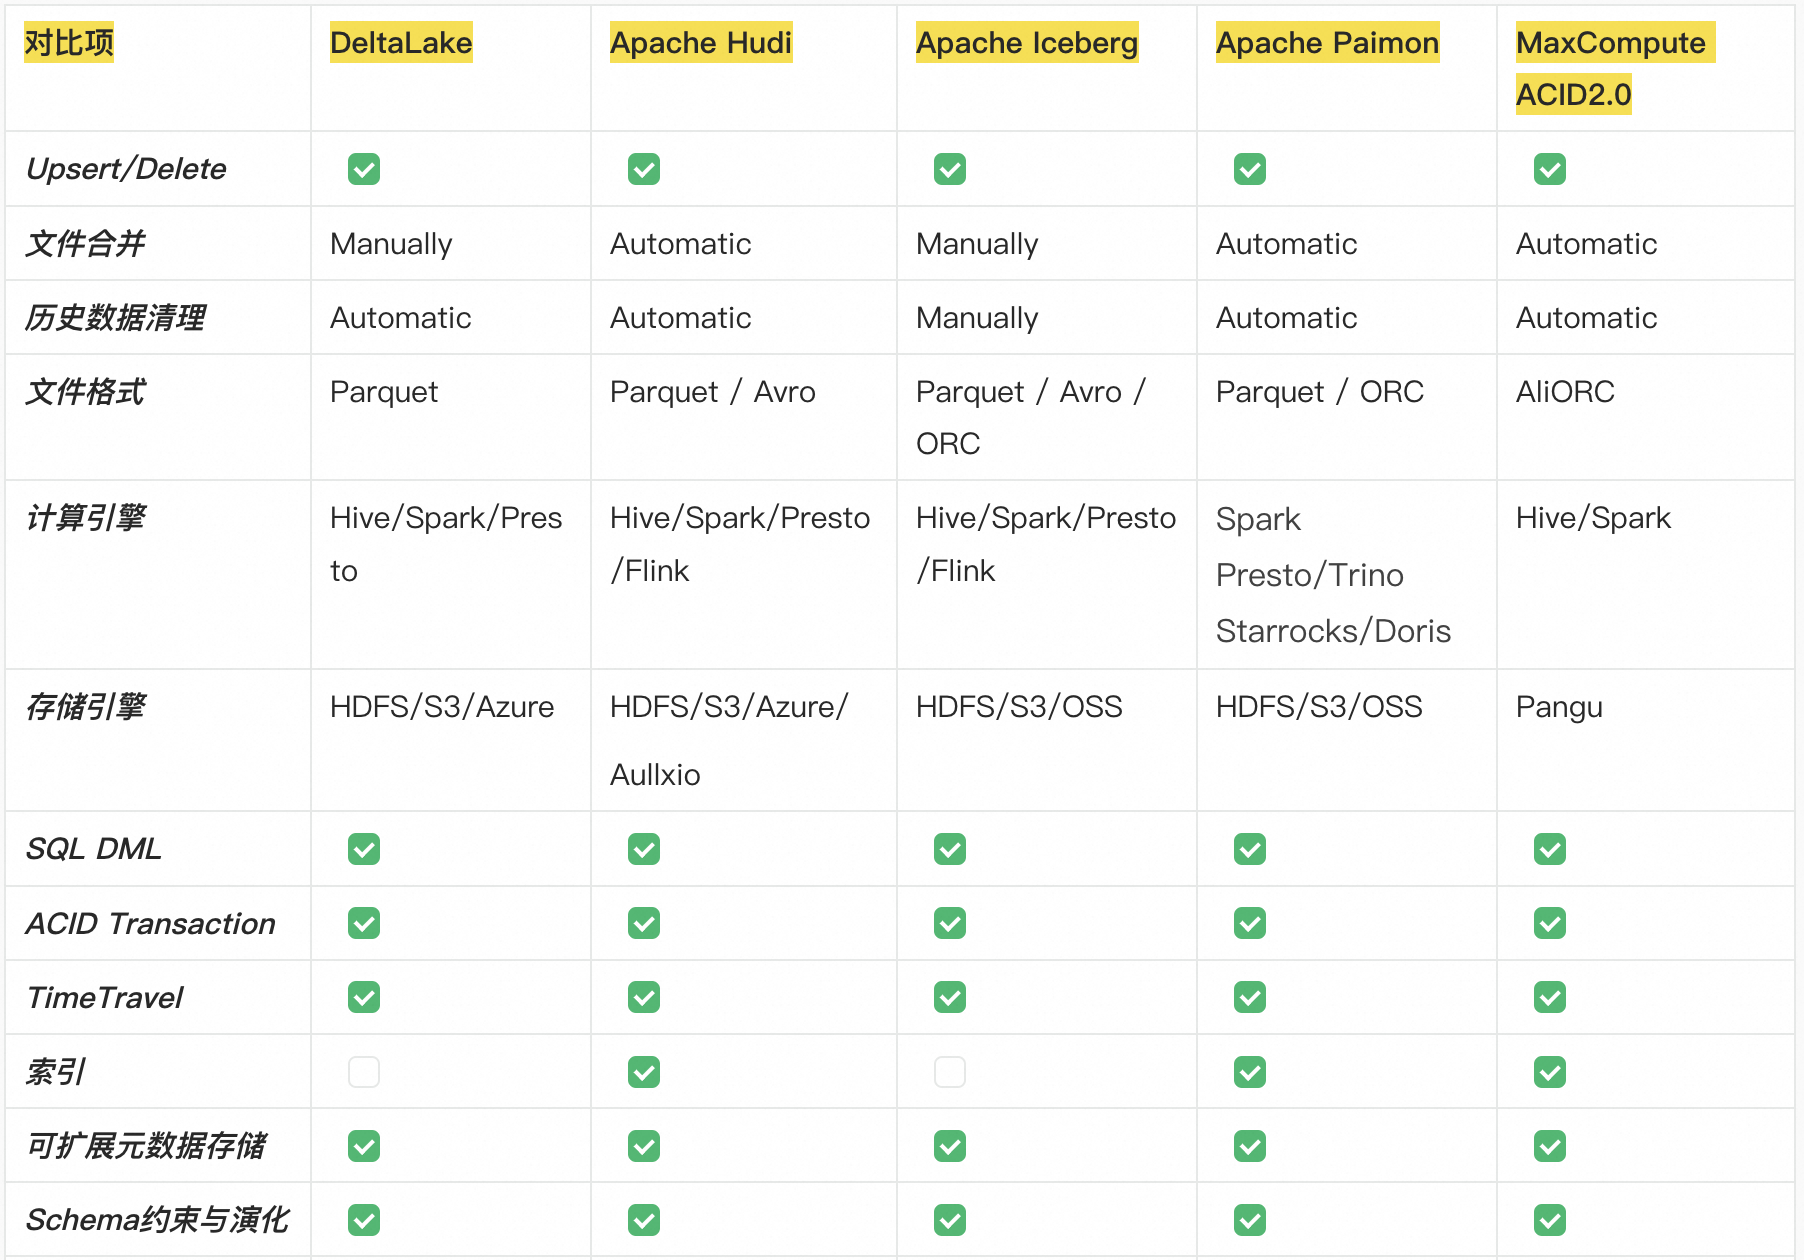 对比项 DeltaLake Apache Hudi Apache Iceberg Apache Paimon MaxCompute
ACID2.0
Upsert/Delete
文件合并 Manually Automatic Manually Automatic Automatic
历史数据清理 Automatic Automatic Manually Automatic Automatic
文件格式 Parquet Parquet / Avro Parquet / Avro / Parquet / ORC AliORC
ORC
计算引擎 Hive/Spark/Pres Hive/Spark/Presto Hive/Spark/Presto Spark Hive/Spark
to /Flink /Flink Presto/Trino
Starrocks/Doris
存储引擎 HDFS/S3/Azure HDFS/S3/Azure/ HDFS/S3/OSS HDFS/S3/OSS Pangu
Aullxio
SQL DML
ACID Transaction
TimeTravel
索引
可扩展元数据存储
Schema约束与演化